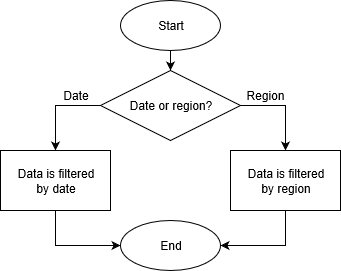 Start
Date
Date or region?
Region
Data is filtered
by date
Data is filtered
by region
End